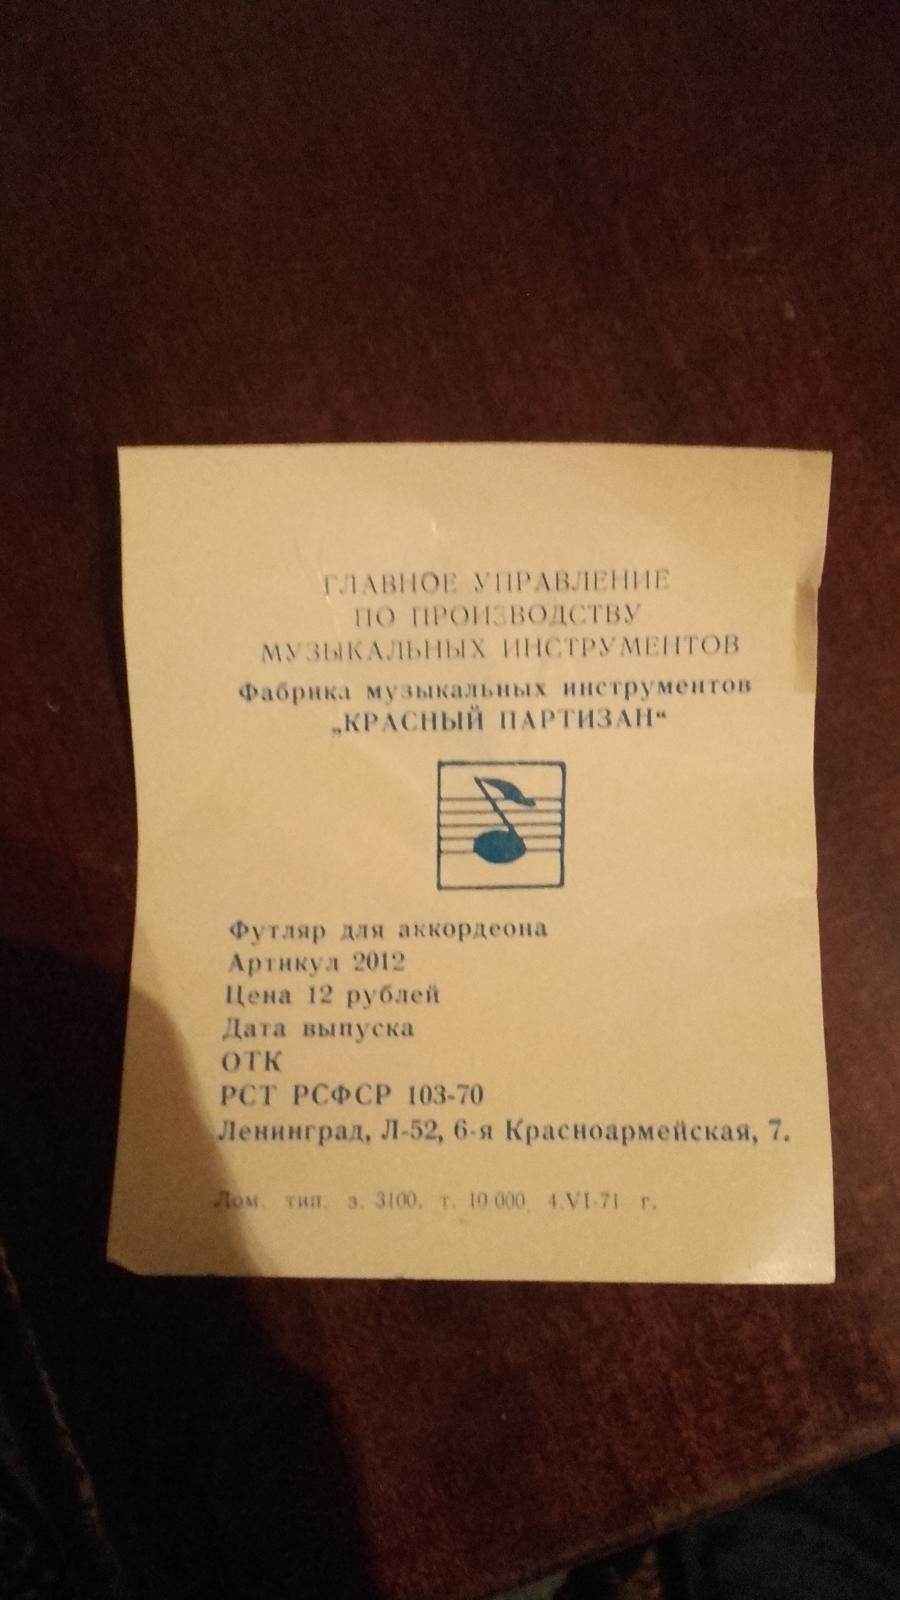 ГЛАВНОЕ УПРАВЛЕНИЕ
ПО ПРОИЗВОДСТВУ
МУЗЫКАЛЬНЫХ ИНСТРУМЕНТОВ
Фабрика музыкальных инструментов
„КРАСНЫЙ ПАРТИЗАН“
Футляр для аккордеона
Артикул 2012
Цена 12 рублей
Дата выпуска
ОТК
РСТ РСФСР 103-70
Ленинград, Л-52, 6-я Красноармейская, 7.
Лом. тип. з. 3100. т. 10 000. 4.VI-71 г.